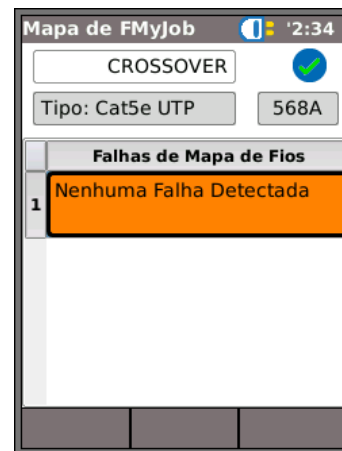 Mapa de FMyJob '2:34
CROSSOVER
Tipo: Cat5e UTP 568A
Falhas de Mapa de Fios
1 Nenhuma Falha Detectada